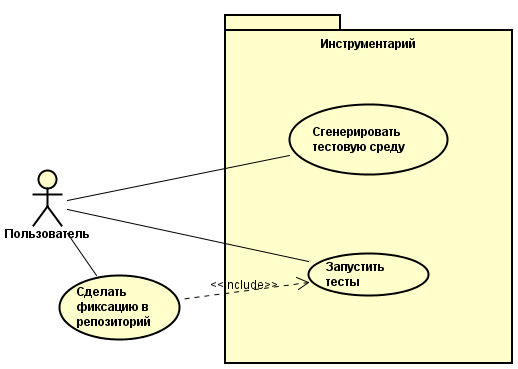 Инструментарий
Сгенерировать
тестовую среду
Пользователь
Запустить
тесты
<<include>>
Сделать
фиксацию в
репозиторий